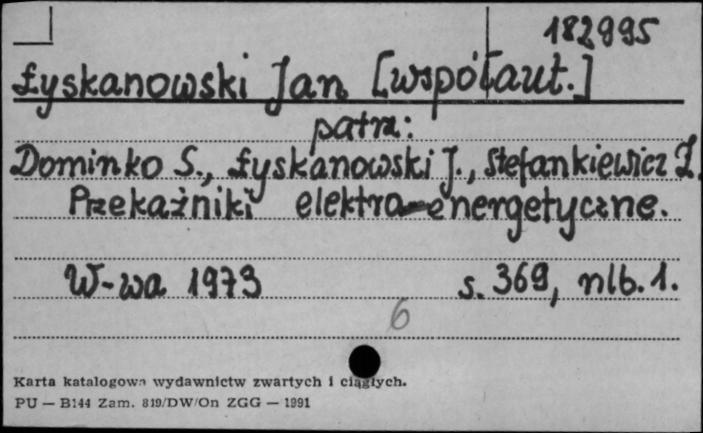 182995
Łyskanowski Jan [współaut.]
patrz:
Dominko S., Łyskanowski J., Stefankiewicz Z.
Przekaźniki elektro-energetyczne.
W-wa 1973 s. 369, nlb. 1.
6
Karta katalogowa wydawnictw zwartych i ciągłych.
PU — B144 Zam. 819/DW/On ZGG — 1991